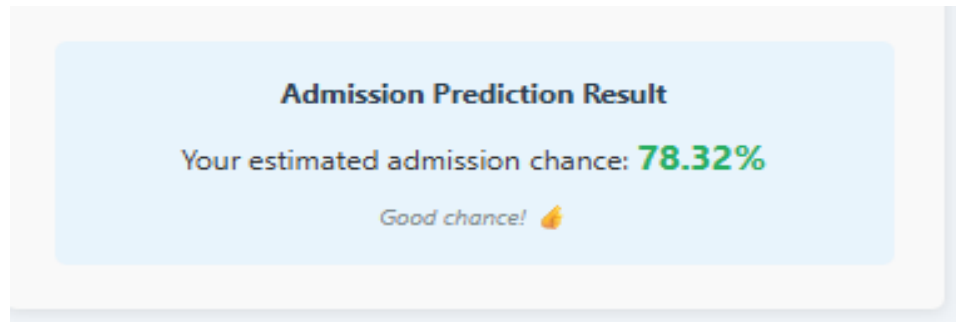 Admission Prediction Result
Your estimated admission chance: 78.32%
Good chance! 👍